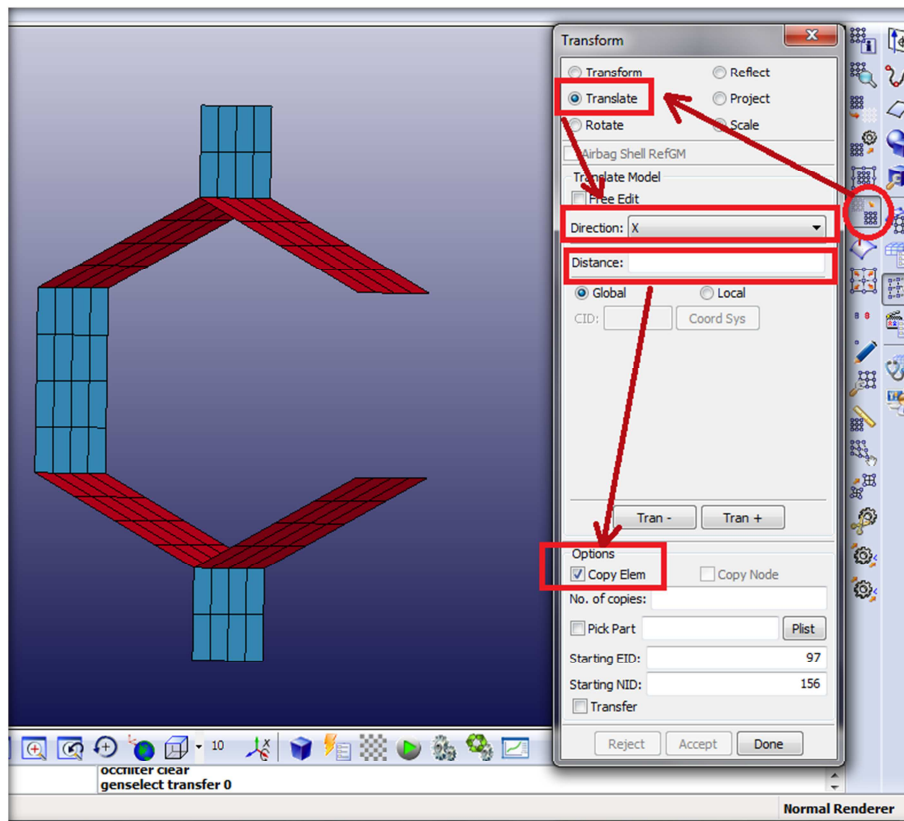 Transform
Transform Reflect
Translate Project
Rotate Scale
Airbag Shell RefGM
Translate Model
Free Edit
Direction: X
Distance:
Global Local
CID: Coord Sys
Tran - Tran +
Options
Copy Elem Copy Node
No. of copies:
Pick Part Plist
Starting EID: 97
Starting NID: 156
Transfer
Reject Accept Done
10
occfilter clear
genselect transfer 0
Normal Renderer